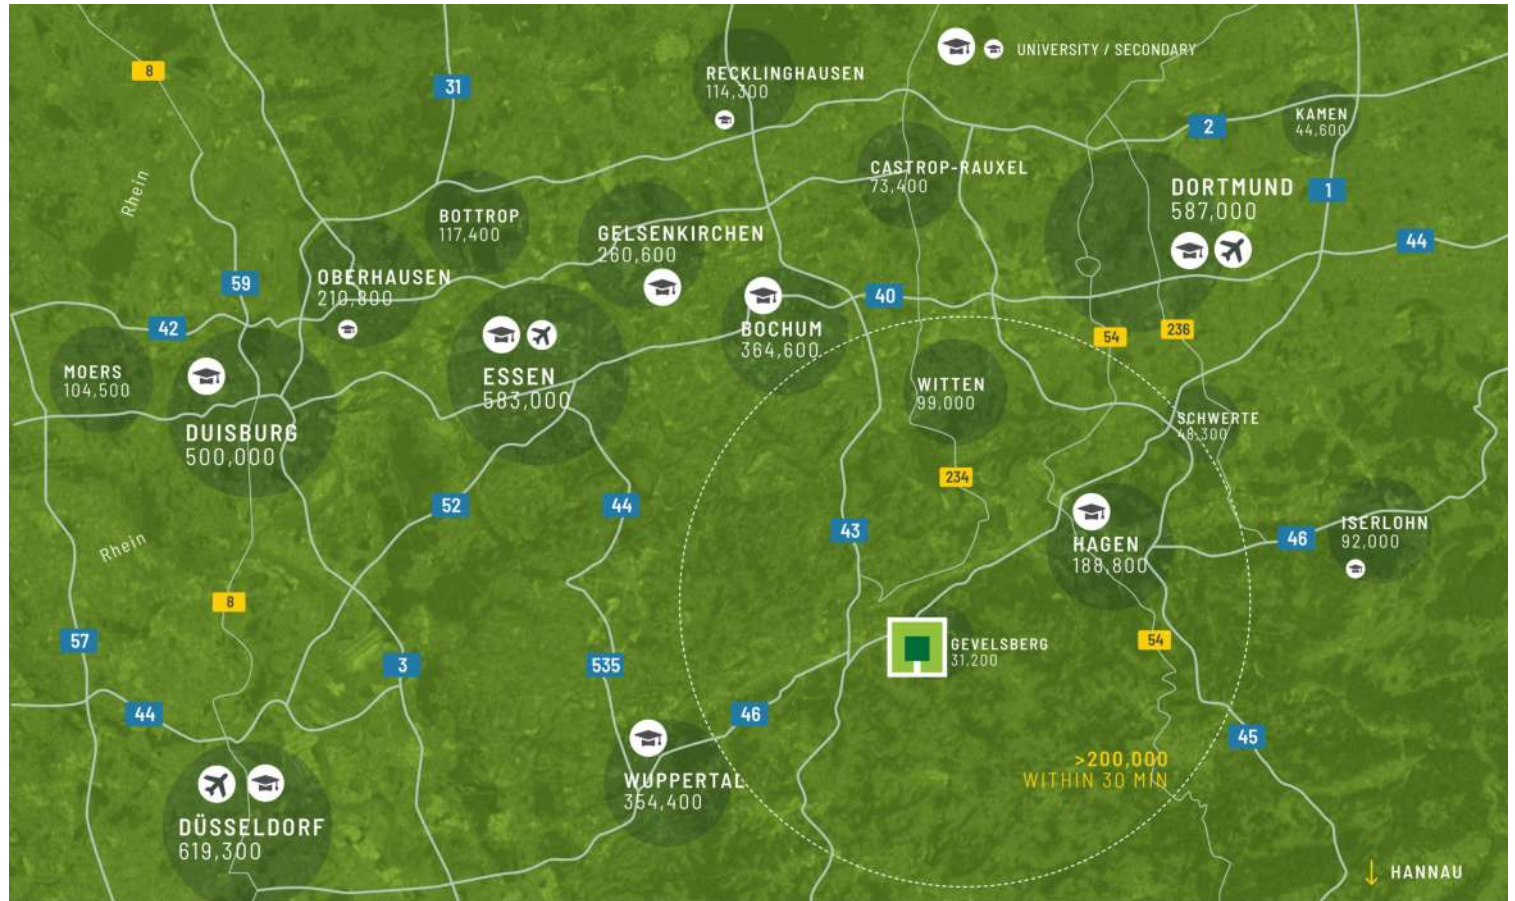 UNIVERSITY / SECONDARY
8
31
RECKLINGHAUSEN
114,300
2
KAMEN
44,600
Rhein
CASTROP-RAUXEL
73,400
DORTMUND
587,000
1
BOTTROP
117,400
GELSENKIRCHEN
260,600
44
OBERHAUSEN
210,800
59
40
42
BOCHUM
364,600
54
236
MOERS
104,500
ESSEN
583,000
WITTEN
99,000
SCHWERTE
48,300
DUISBURG
500,000
234
52
44
43
HAGEN
188,800
46
ISERLOHN
92,000
Rhein
8
57
3
535
GEVELSBERG
31,200
54
44
46
45
>200,000
WITHIN 30 MIN
WUPPERTAL
354,400
DÜSSELDORF
619,300
HANNAU